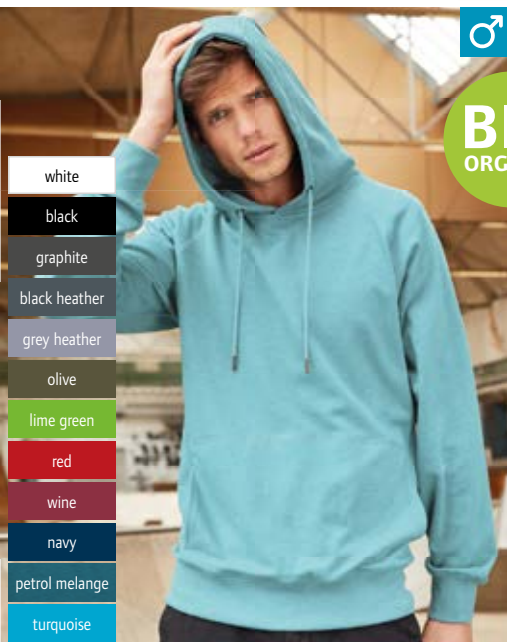 white
black
graphite
black heather
grey heather
olive
lime green
red
wine
navy
petrol melange
turquoise